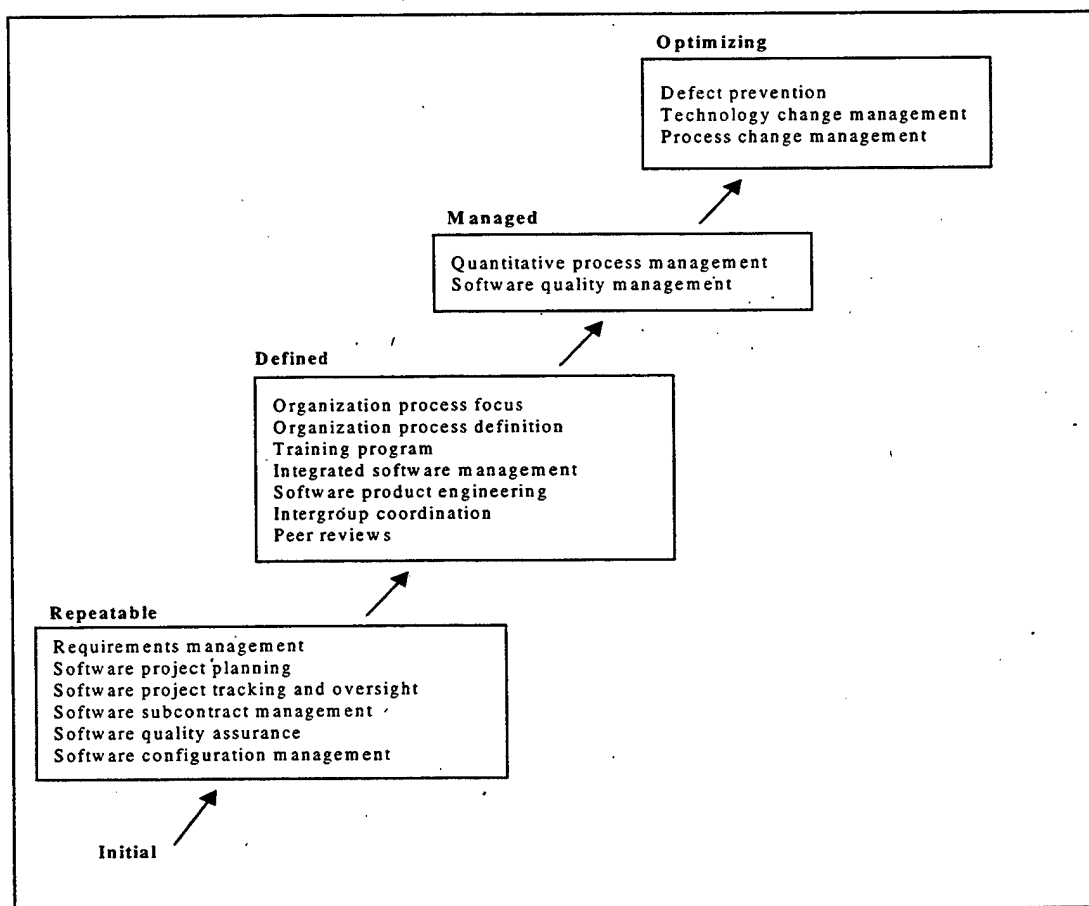 Optimizing
Defect prevention
Technology change management
Process change management
Managed
Quantitative process management
Software quality management
Defined
Organization process focus
Organization process definition
Training program
Integrated software management
Software product engineering
Intergroup coordination
Peer reviews
Repeatable
Requirements management
Software project planning
Software project tracking and oversight
Software subcontract management
Software quality assurance
Software configuration management
Initial